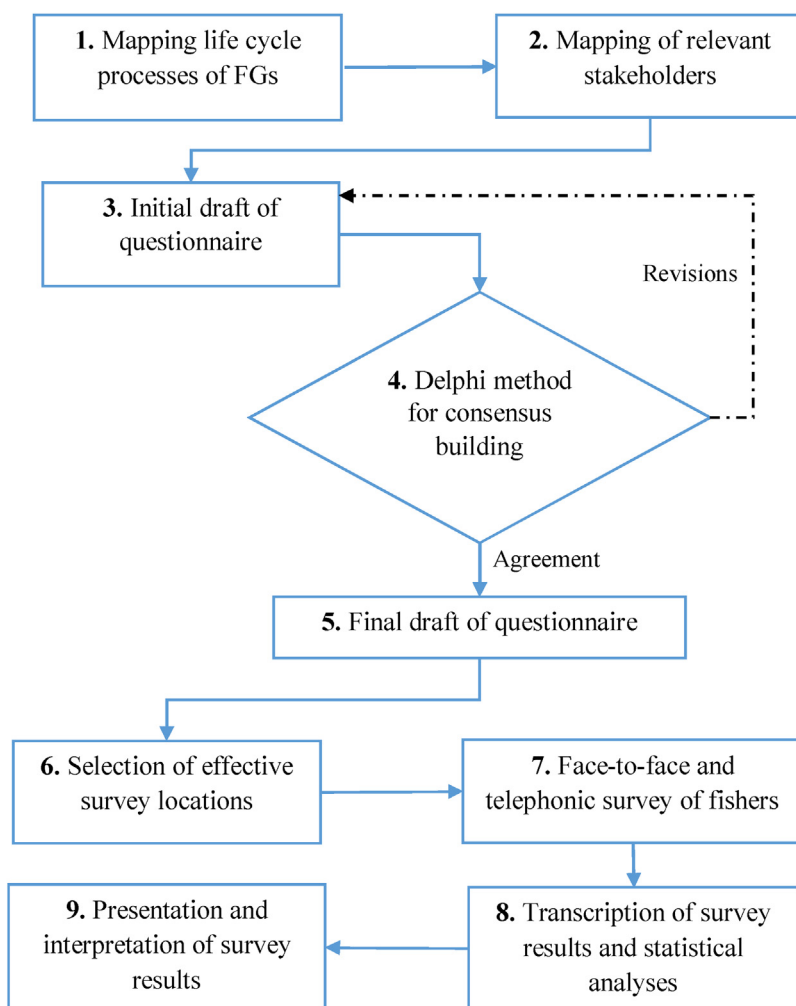 1. Mapping life cycle
processes of FGs
2. Mapping of relevant
stakeholders
3. Initial draft of
questionnaire
Revisions
4. Delphi method
for consensus
building
Agreement
5. Final draft of questionnaire
6. Selection of effective
survey locations
7. Face-to-face and
telephonic survey of fishers
8. Transcription of survey
results and statistical
analyses
9. Presentation and
interpretation of survey
results